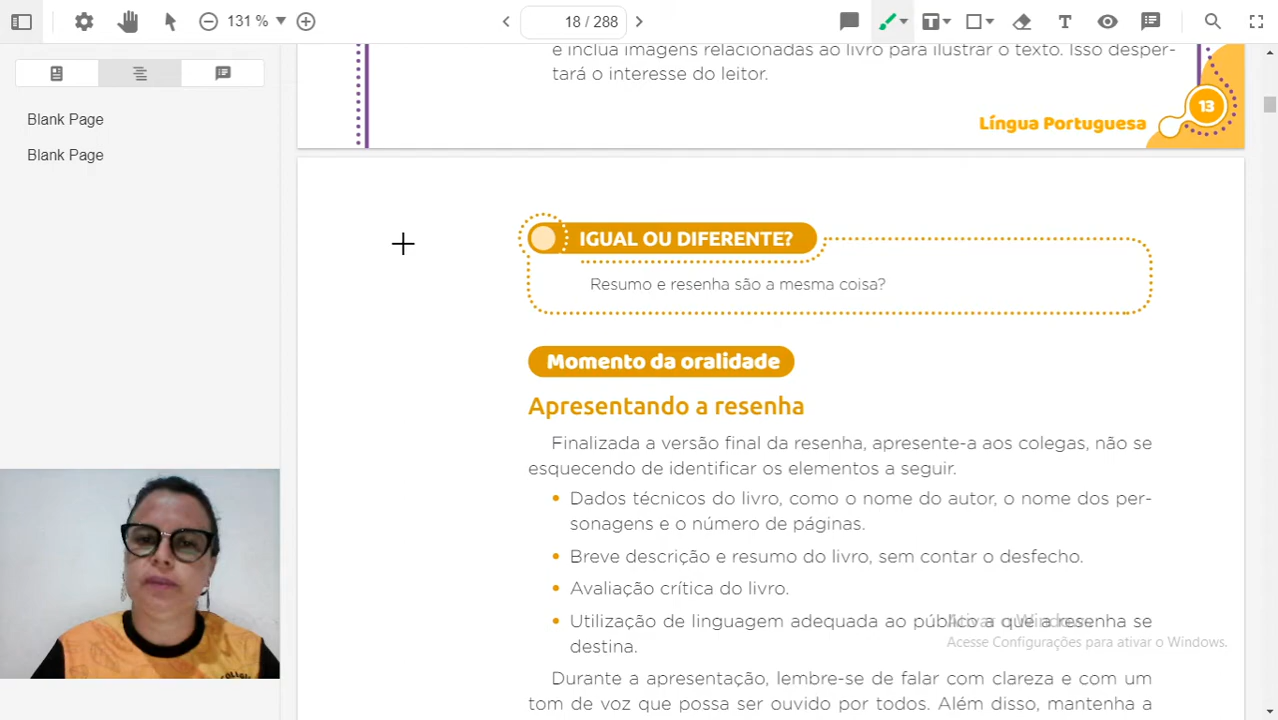 131 %
18 / 288
Blank Page
Blank Page
e inclua imagens relacionadas ao livro para ilustrar o texto. Isso desper-
tará o interesse do leitor.
Língua Portuguesa
13
IGUAL OU DIFERENTE?
Resumo e resenha são a mesma coisa?
Momento da oralidade
Apresentando a resenha
Finalizada a versão final da resenha, apresente-a aos colegas, não se
esquecendo de identificar os elementos a seguir.
• Dados técnicos do livro, como o nome do autor, o nome dos per-
sonagens e o número de páginas.
• Breve descrição e resumo do livro, sem contar o desfecho.
• Avaliação crítica do livro.
• Utilização de linguagem adequada ao público a que a resenha se
destina.
Ativar o Windows
Acesse Configurações para ativar o Windows.
Durante a apresentação, lembre-se de falar com clareza e com um
tom de voz que possa ser ouvido por todos. Além disso, mantenha a